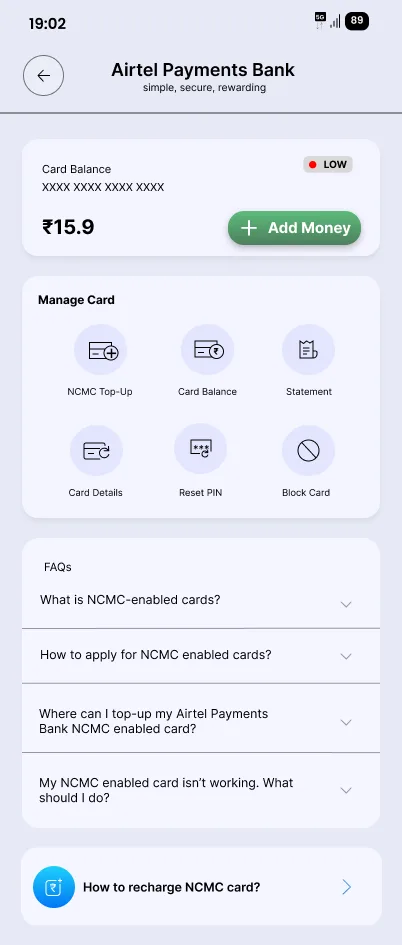 19:02
5G
89
Airtel Payments Bank
simple, secure, rewarding
Card Balance
LOW
XXXX XXXX XXXX XXXX
₹15.9
Add Money
Manage Card
NCMC Top-Up
Card Balance
Statement
Card Details
Reset PIN
Block Card
FAQs
What is NCMC-enabled cards?
How to apply for NCMC enabled cards?
Where can I top-up my Airtel Payments
Bank NCMC enabled card?
My NCMC enabled card isn’t working. What
should I do?
How to recharge NCMC card?